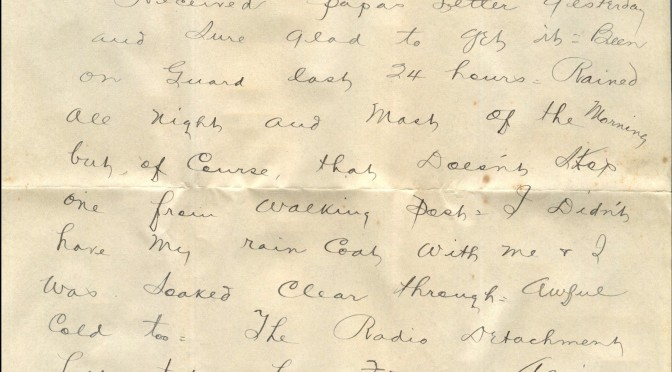 Received Papas Letter Yesterday
and Sure Glad to get it = Been
on Guard last 24 hours = Rained
all night and Most of the Morning
but, of Course, that Doesn't Stop
one from Walking Post = I Didn't
have My rain Coat With me & I
Was Soaked Clear through = Awful
Cold too = The Radio Detachment